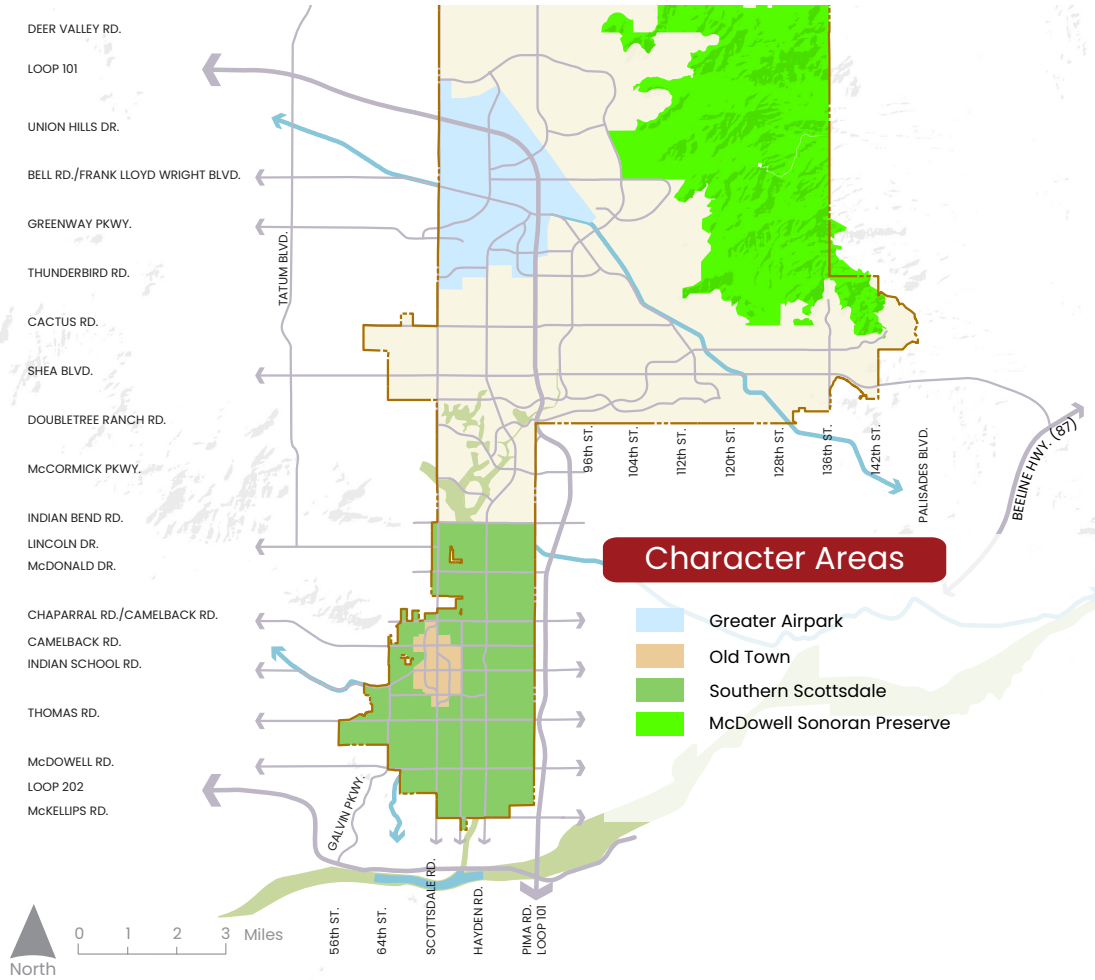 DEER VALLEY RD.
LOOP 101
UNION HILLS DR.
BELL RD./FRANK LLOYD WRIGHT BLVD.
GREENWAY PKWY.
THUNDERBIRD RD.
CACTUS RD.
SHEA BLVD.
DOUBLETREE RANCH RD.
McCORMICK PKWY.
INDIAN BEND RD.
LINCOLN DR.
McDONALD DR.
CHAPARRAL RD./CAMELBACK RD.
CAMELBACK RD.
INDIAN SCHOOL RD.
THOMAS RD.
McDOWELL RD.
LOOP 202
McKELLIPS RD.
TATUM BLVD.
96th ST.
104th ST.
112th ST.
120th ST.
128th ST.
136th ST.
142th ST.
PALISADES BLVD.
BEELINE HWY. (87)
Character Areas
Greater Airpark
Old Town
Southern Scottsdale
McDowell Sonoran Preserve
GALVIN PKWY.
56th ST.
64th ST.
SCOTTSDALE RD.
HAYDEN RD.
PIMA RD.
LOOP 101
0 1 2 3 Miles
North